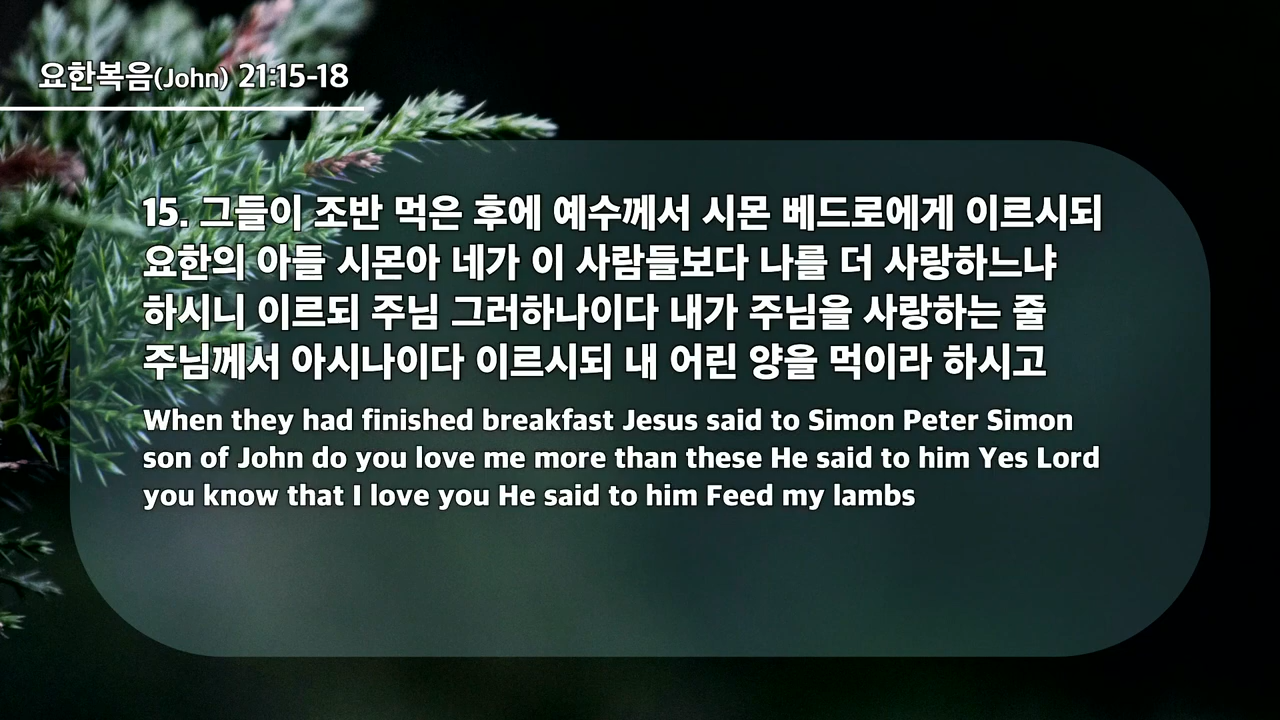 요한복음(John) 21:15-18
15. 그들이 조반 먹은 후에 예수께서 시몬 베드로에게 이르시되
요한의 아들 시몬아 네가 이 사람들보다 나를 더 사랑하느냐
하시니 이르되 주님 그러하나이다 내가 주님을 사랑하는 줄
주님께서 아시나이다 이르시되 내 어린 양을 먹이라 하시고
When they had finished breakfast Jesus said to Simon Peter Simon
son of John do you love me more than these He said to him Yes Lord
you know that I love you He said to him Feed my lambs